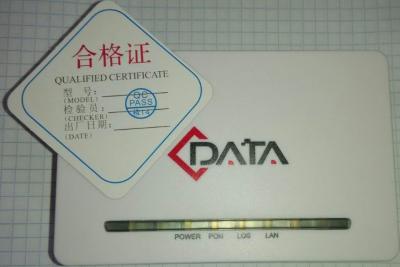 合格证
QUALIFIED CERTIFICATE
型号:
(MODEL)
QC
PASS
检验员:
(CHECKER)
出厂日期:
(DATE)
CDATA
POWER PON LOS LAN